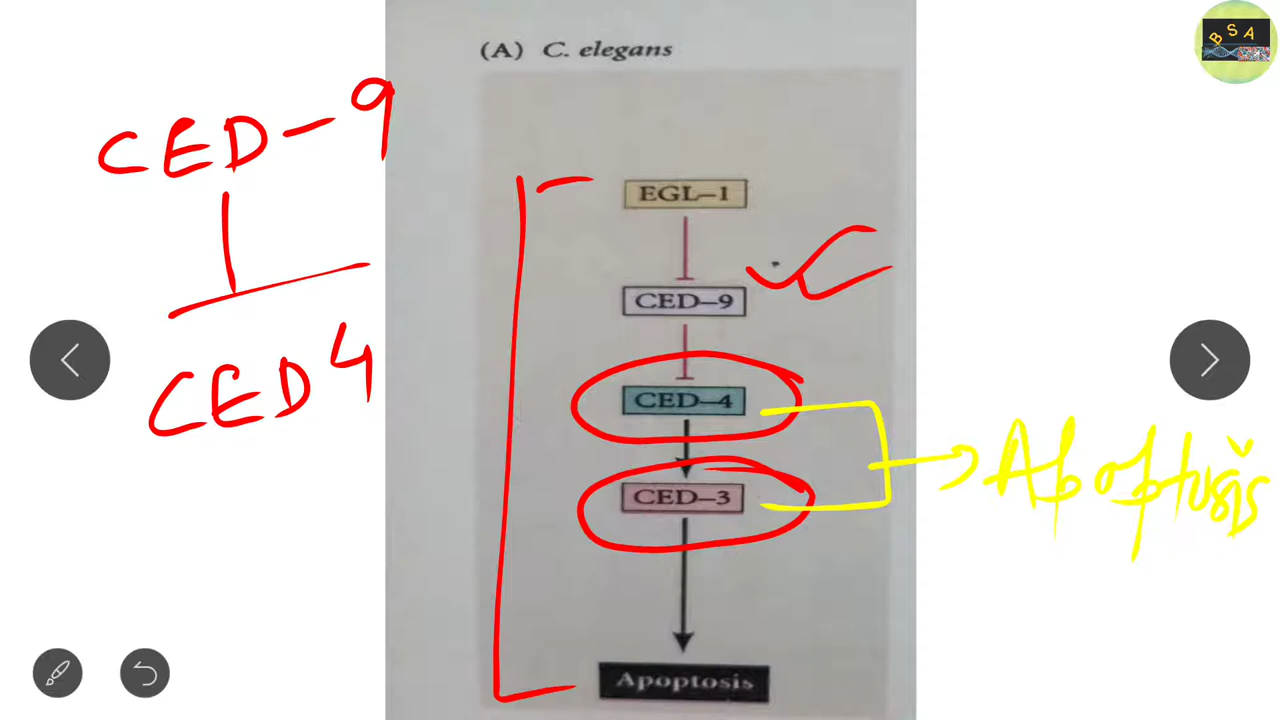 BSA
(A) C. elegans
CED-9
EGL-1
CED-9
CED4
CED-4
CED-3
Apoptosis
Apoptosis